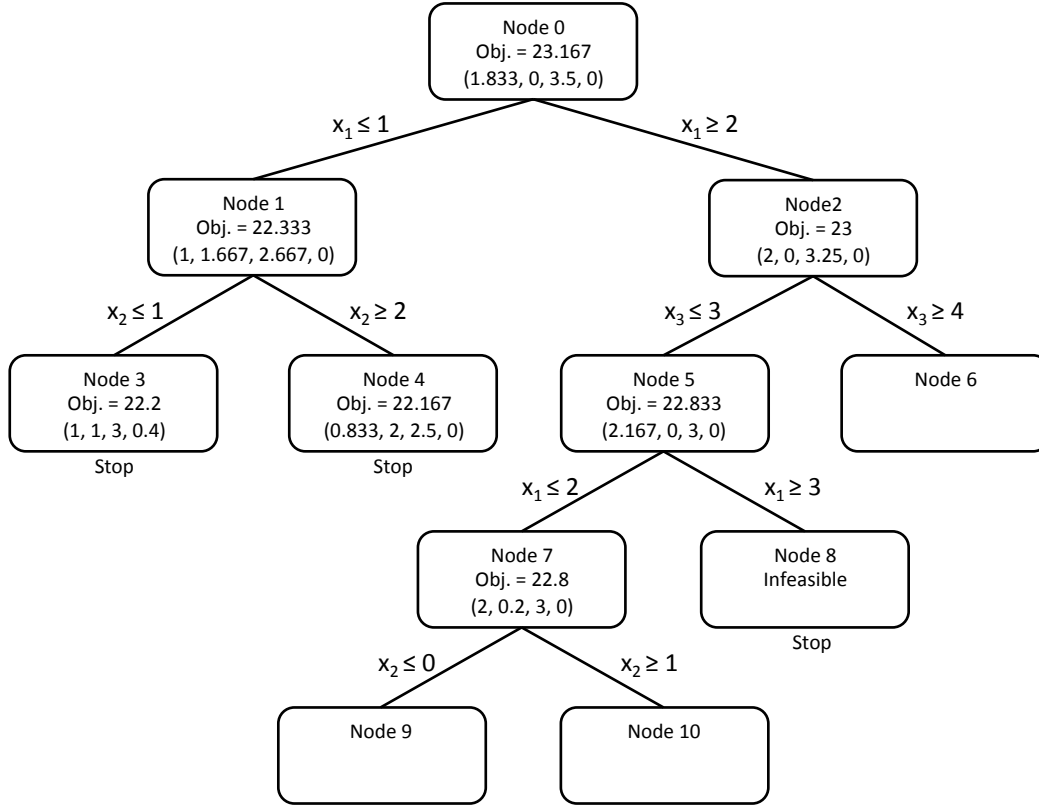 Node 0
Obj. = 23.167
(1.833, 0, 3.5, 0)
x₁ ≤ 1
x₁ ≥ 2
Node 1
Obj. = 22.333
(1, 1.667, 2.667, 0)
Node2
Obj. = 23
(2, 0, 3.25, 0)
x₂ ≤ 1
x₂ ≥ 2
x₃ ≤ 3
x₃ ≥ 4
Node 3
Obj. = 22.2
(1, 1, 3, 0.4)
Stop
Node 4
Obj. = 22.167
(0.833, 2, 2.5, 0)
Stop
Node 5
Obj. = 22.833
(2.167, 0, 3, 0)
Node 6
x₁ ≤ 2
x₁ ≥ 3
Node 7
Obj. = 22.8
(2, 0.2, 3, 0)
Node 8
Infeasible
Stop
x₂ ≤ 0
x₂ ≥ 1
Node 9
Node 10